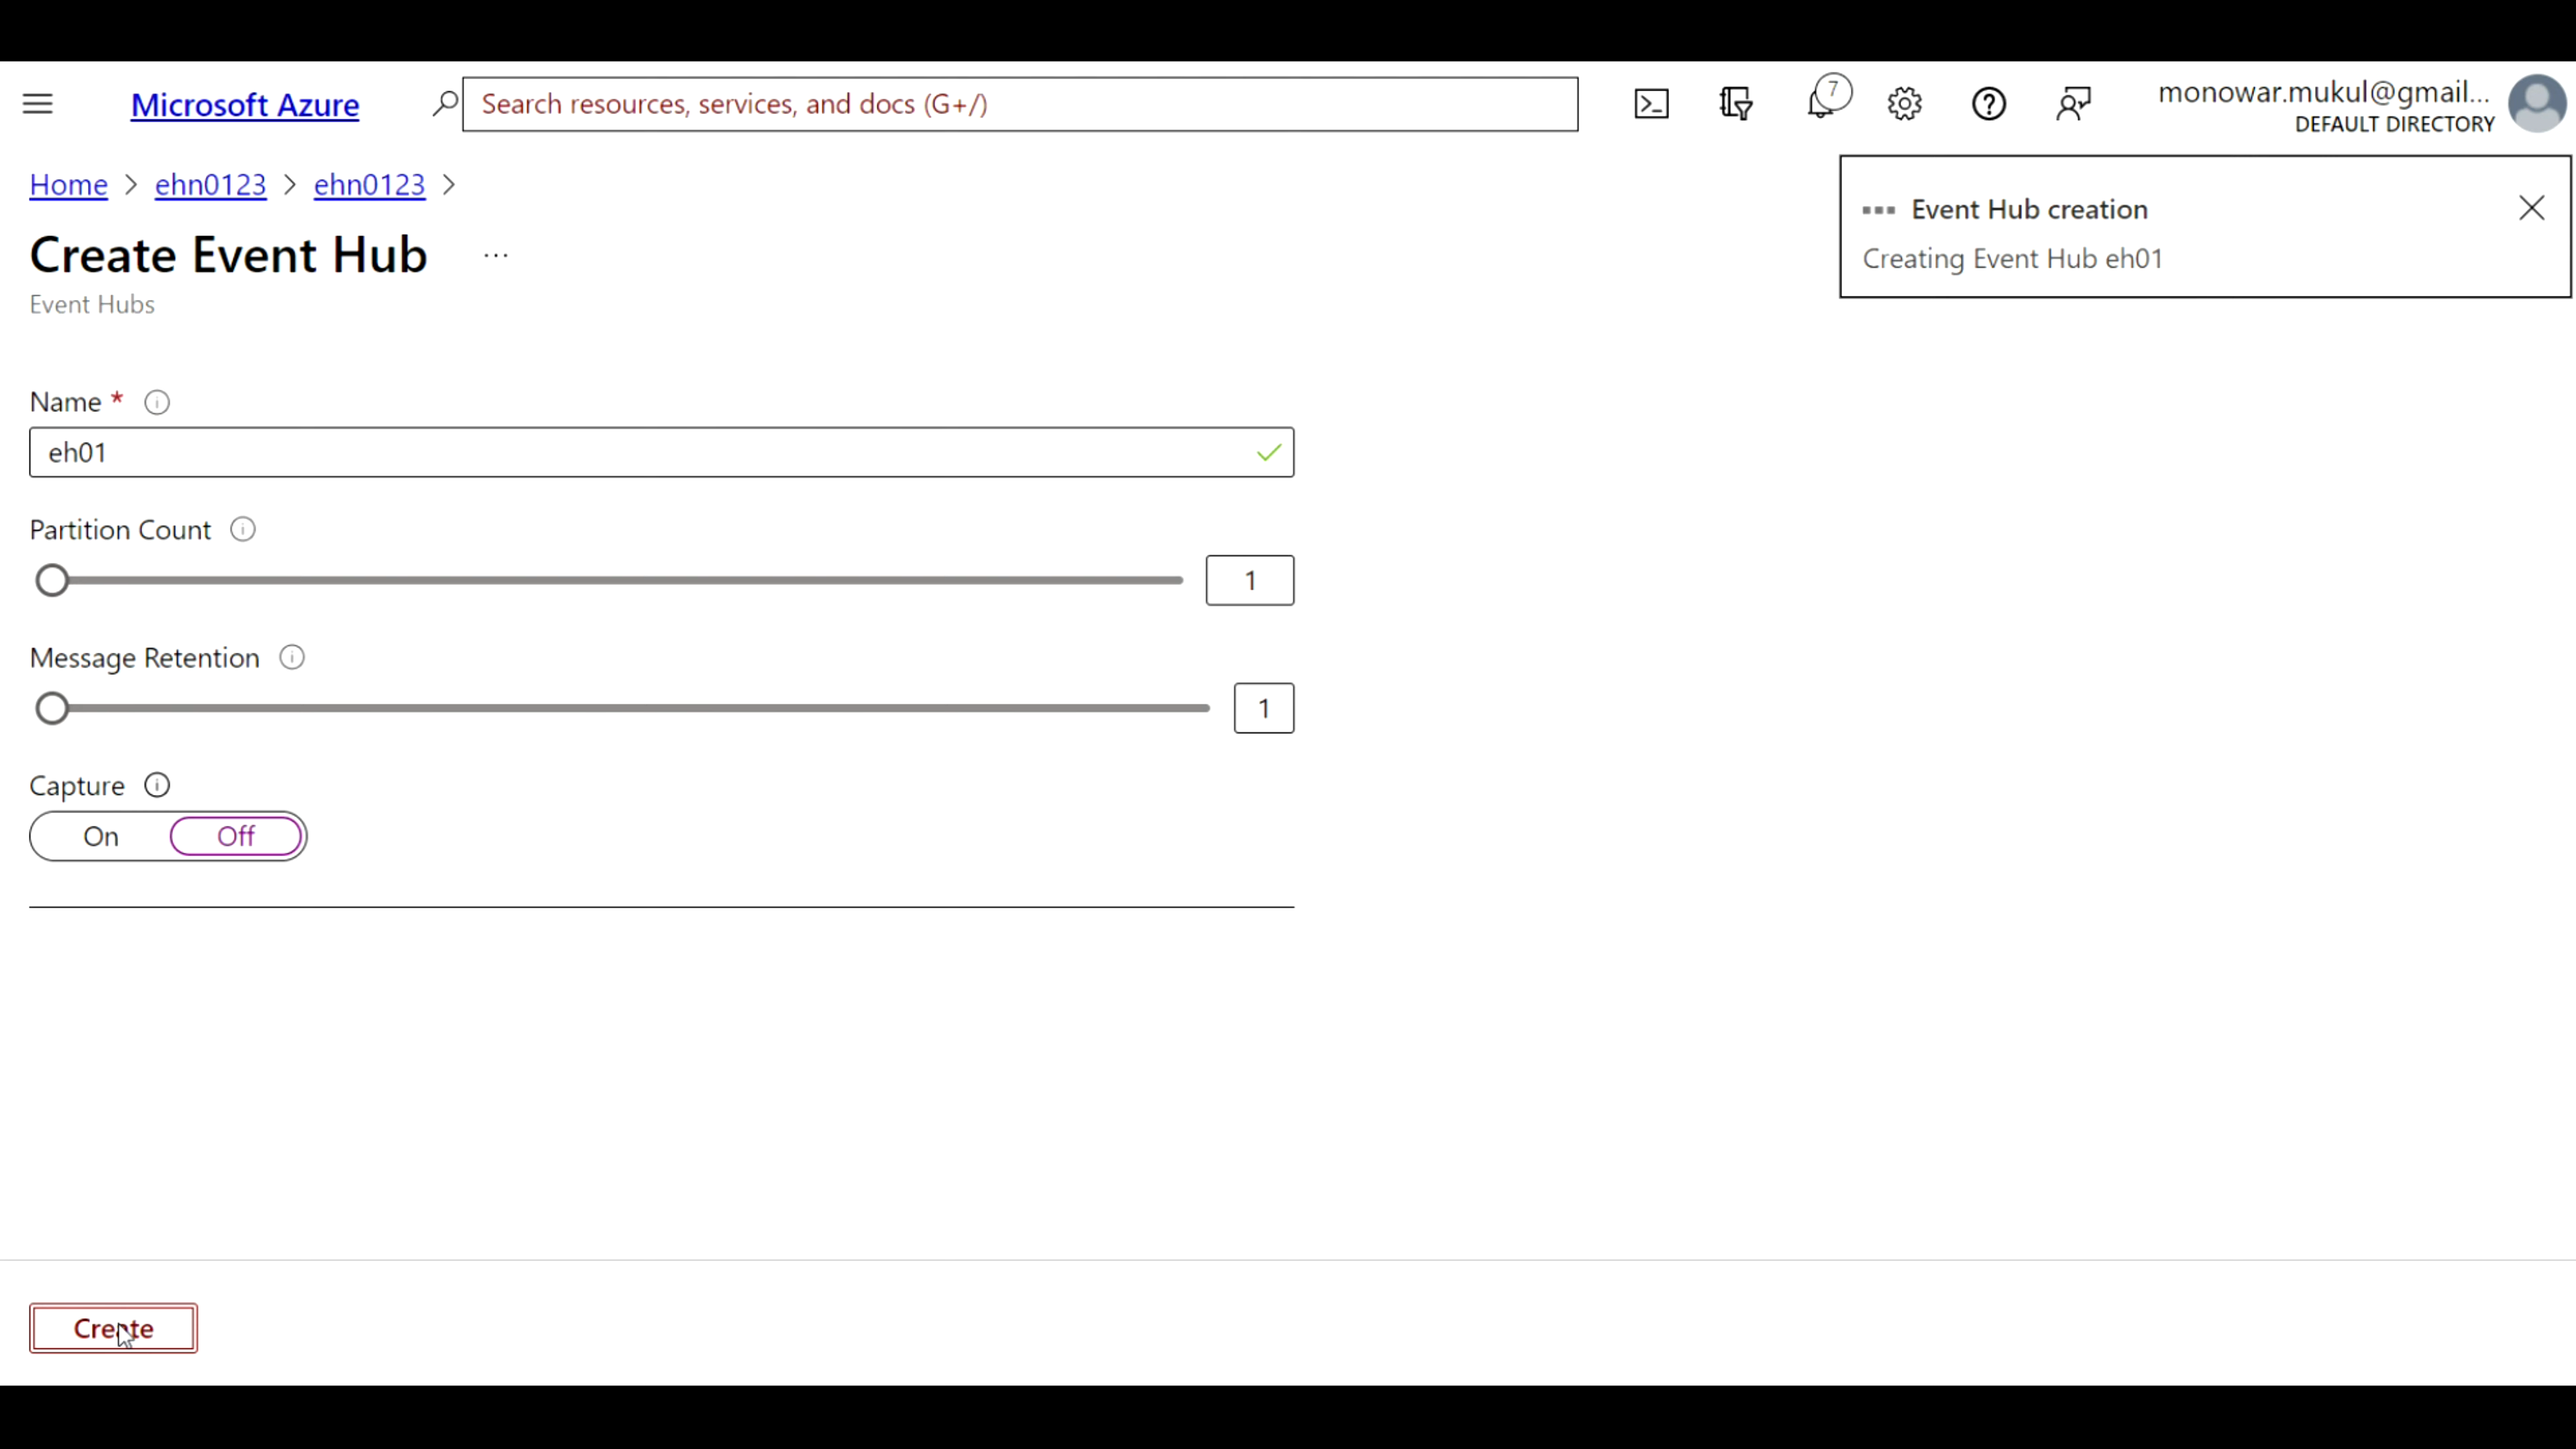 Microsoft Azure
Search resources, services, and docs (G+/)
7
monowar.mukul@gmail...
DEFAULT DIRECTORY
Home > ehn0123 > ehn0123 >
Create Event Hub ...
Event Hubs
Event Hub creation
Creating Event Hub eh01
Name *
eh01
Partition Count
1
Message Retention
1
Capture
On Off
Create